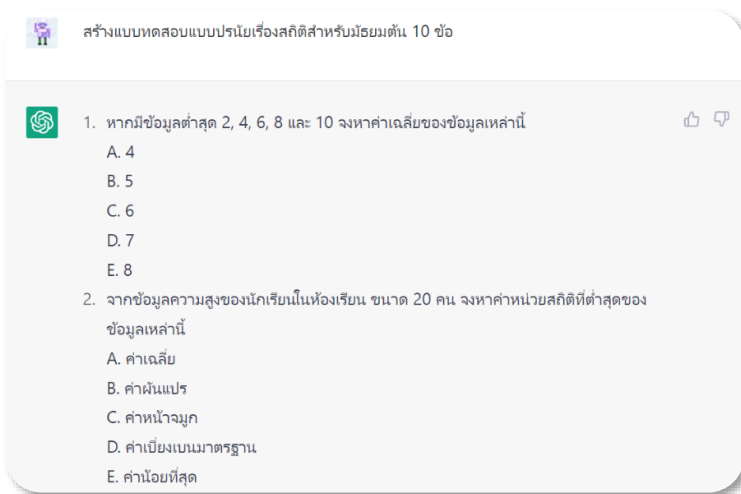 สร้างแบบทดสอบแบบปรนัยเรื่องสถิติสำหรับมัธยมต้น 10 ข้อ
1. หากมีข้อมูลต่ำสุด 2, 4, 6, 8 และ 10 จงหาค่าเฉลี่ยของข้อมูลเหล่านี้
A. 4
B. 5
C. 6
D. 7
E. 8
2. จากข้อมูลความสูงของนักเรียนในห้องเรียน ขนาด 20 คน จงหาค่าหน่วยสถิติที่ต่ำสุดของ
ข้อมูลเหล่านี้
A. ค่าเฉลี่ย
B. ค่าผันแปร
C. ค่าหน้าจมูก
D. ค่าเบี่ยงเบนมาตรฐาน
E. ค่าน้อยที่สุด